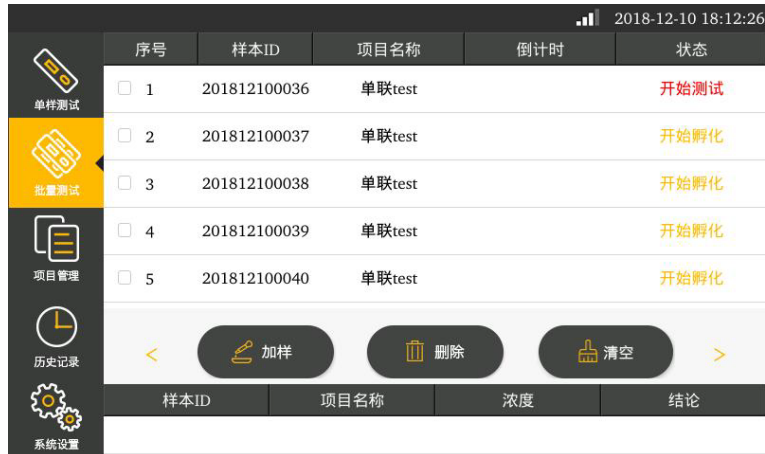 2018-12-10 18:12:26
序号 样本ID 项目名称 倒计时 状态
1 201812100036 单联test 开始测试
2 201812100037 单联test 开始孵化
3 201812100038 单联test 开始孵化
4 201812100039 单联test 开始孵化
5 201812100040 单联test 开始孵化
< 加样 删除 清空 >
样本ID 项目名称 浓度 结论
单样测试
批量测试
项目管理
历史记录
系统设置